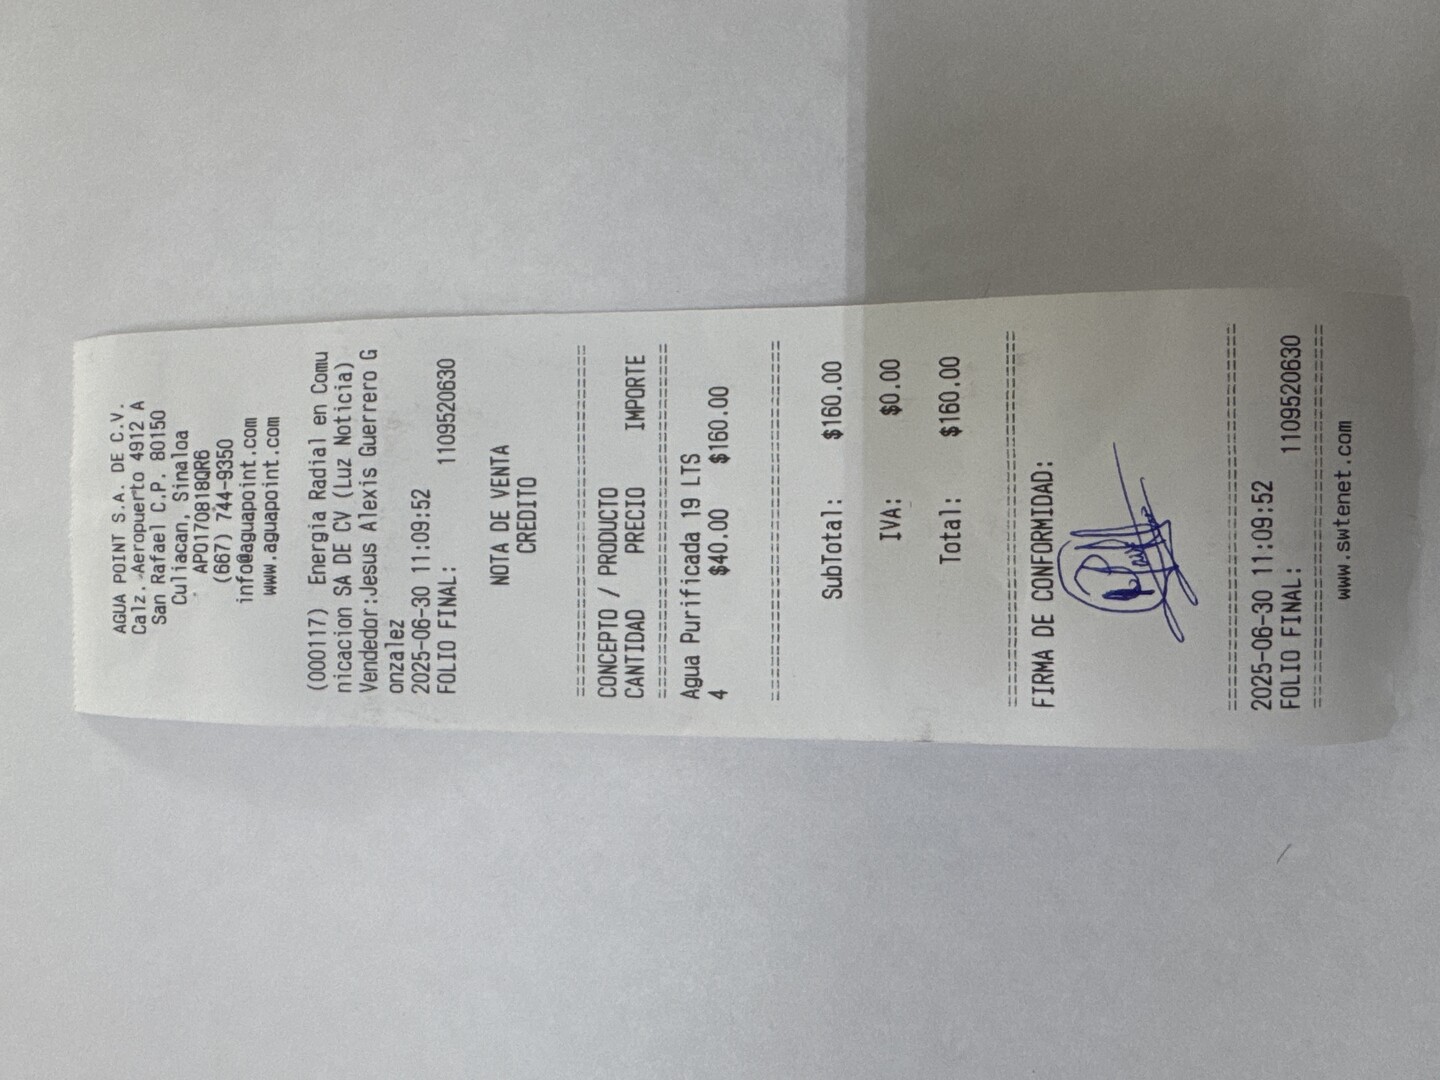 AGUA POINT S.A. DE C.V.
Calz. Aeropuerto 4912 A
San Rafael C.P. 80150
Culiacan, Sinaloa
APO170818QR6
(667) 744-9350
info@aguapoint.com
www.aguapoint.com
(000117) Energia Radial en Comu
nicacion SA DE CV (Luz Noticia)
Vendedor:Jesus Alexis Guerrero G
onzalez
2025-06-30 11:09:52
FOLIO FINAL: 1109520630
NOTA DE VENTA
CREDITO
================================
CONCEPTO / PRODUCTO
CANTIDAD PRECIO IMPORTE
================================
Agua Purificada 19 LTS
4 $40.00 $160.00
================================
SubTotal: $160.00
IVA: $0.00
Total: $160.00
================================
FIRMA DE CONFORMIDAD:
================================
2025-06-30 11:09:52
FOLIO FINAL: 1109520630
================================
www.swtenet.com